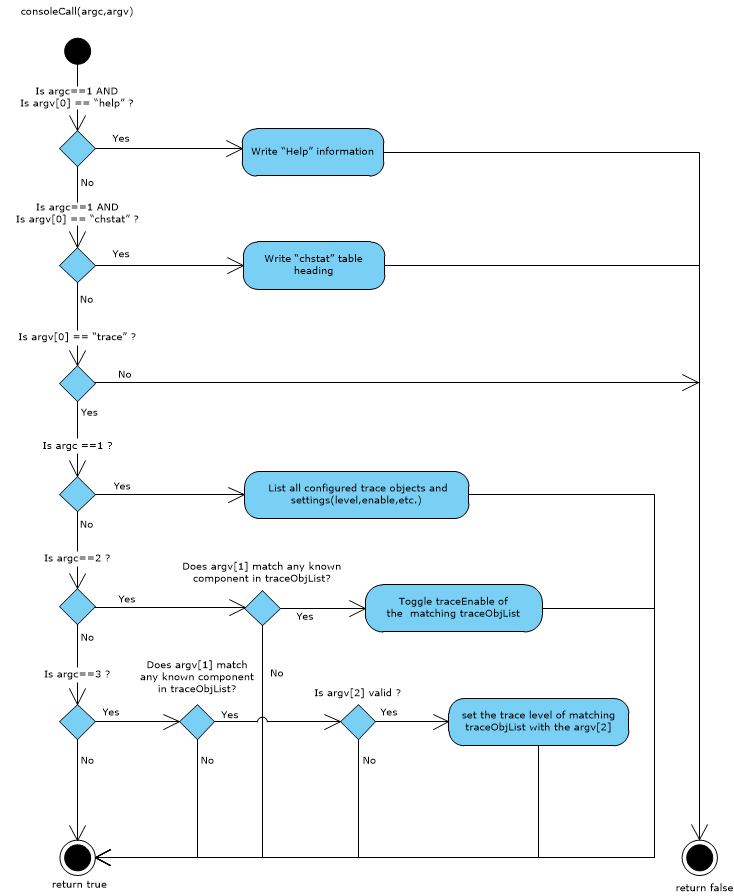 consoleCall(argc,argv)
Is argc==1 AND
Is argv[0] == “help” ?
Yes
Write “Help” information
No
Is argc==1 AND
Is argv[0] == “chstat” ?
Yes
Write “chstat” table
heading
No
Is argv[0] == “trace” ?
No
Yes
Is argc ==1 ?
Yes
List all configured trace objects and
settings(level,enable,etc.)
No
Is argc==2 ?
Does argv[1] match any known
component in traceObjList?
Yes
Yes
Toggle traceEnable of
the matching traceObjList
No
No
Is argc==3 ?
Does argv[1] match
any known component
in traceObjList?
Is argv[2] valid ?
Yes
Yes
Yes
set the trace level of matching
traceObjList with the argv[2]
No
No
No
return true
return false